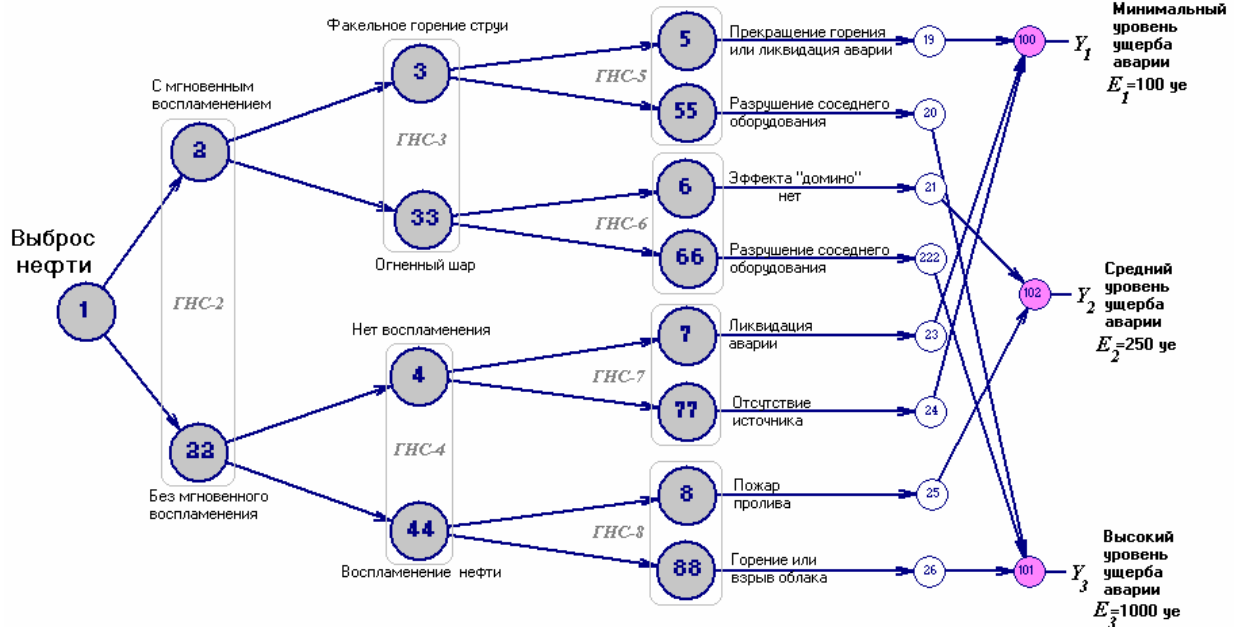 Факельное горение струи
С мгновенным
воспламенением
Выброс
нефти
1
2
ГНС-2
22
Без мгновенного
воспламенения
3
ГНС-3
33
Огненный шар
Нет воспламенения
4
ГНС-4
44
Воспламенение нефти
5
ГНС-5
55
6
ГНС-6
66
7
ГНС-7
77
8
ГНС-8
88
Прекращение горения
или ликвидация аварии
19
Разрушение соседнего
оборудования
20
Эффекта "домино"
нет
21
Разрушение соседнего
оборудования
222
Ликвидация
аварии
23
Отсутствие
источника
24
Пожар
пролива
25
Горение или
взрыв облака
26
100
Y1
Минимальный
уровень
ущерба
аварии
E1=100 уе
102
Y2
Средний
уровень
ущерба
аварии
E2=250 уе
101
Y3
Высокий
уровень
ущерба
аварии
E3=1000 уе